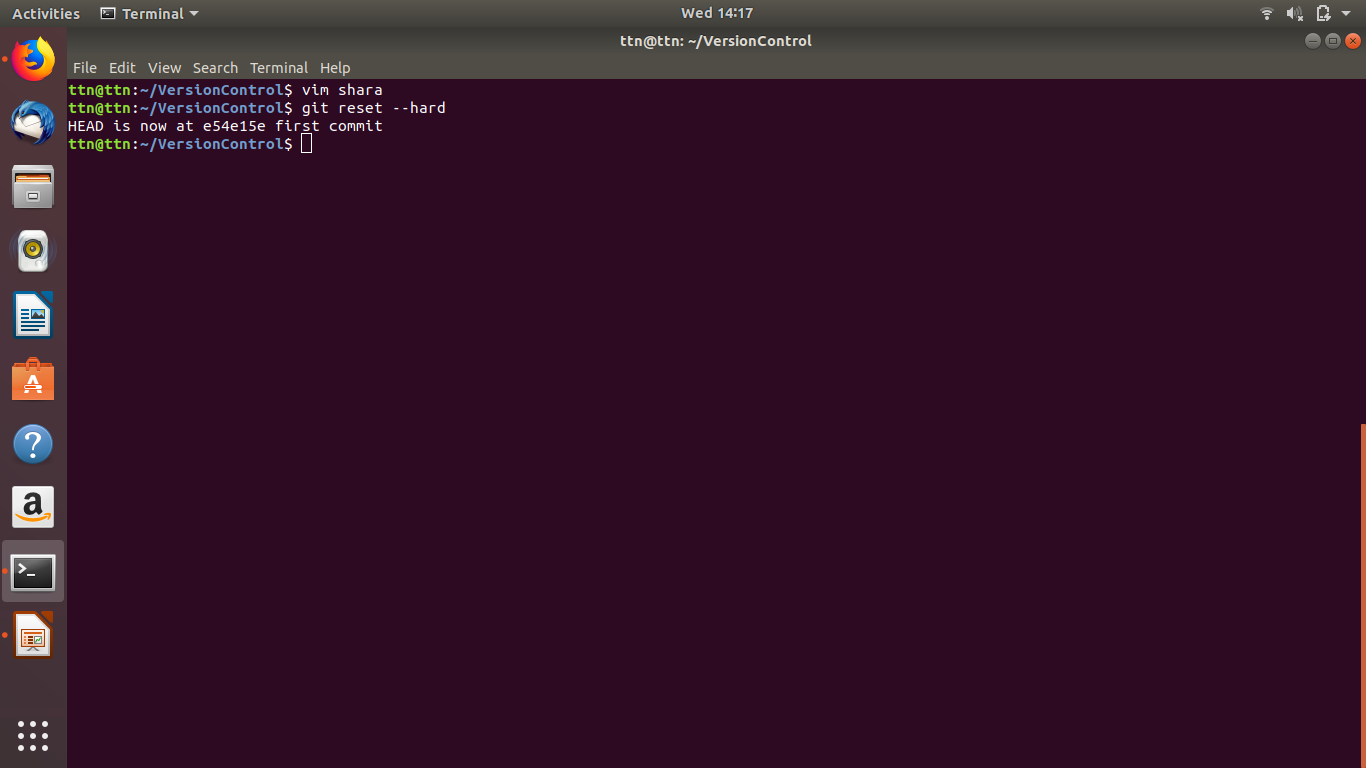 Activities Terminal Wed 14:17
ttn@ttn: ~/VersionControl
File Edit View Search Terminal Help
ttn@ttn:~/VersionControl$ vim shara
ttn@ttn:~/VersionControl$ git reset --hard
HEAD is now at e54e15e first commit
ttn@ttn:~/VersionControl$